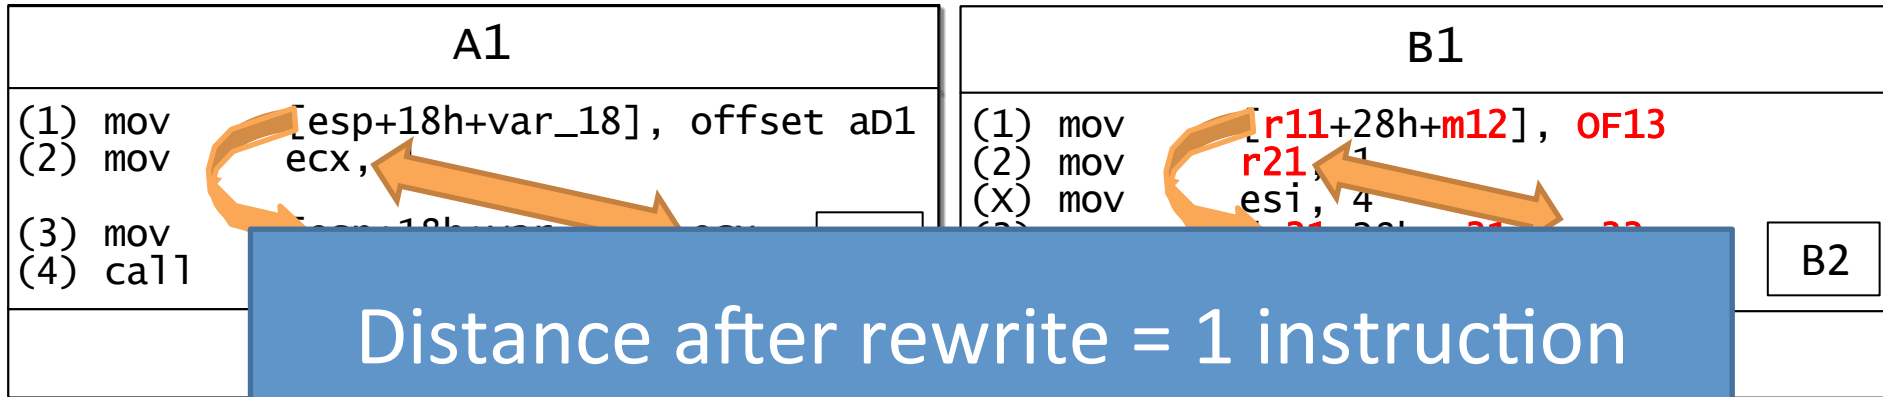 A1
(1) mov [esp+18h+var_18], offset aD1
(2) mov ecx,
(3) mov
(4) call
B1
(1) mov [r11+28h+m12], OF13
(2) mov r21, 1
(X) mov esi, 4
B2
Distance after rewrite = 1 instruction